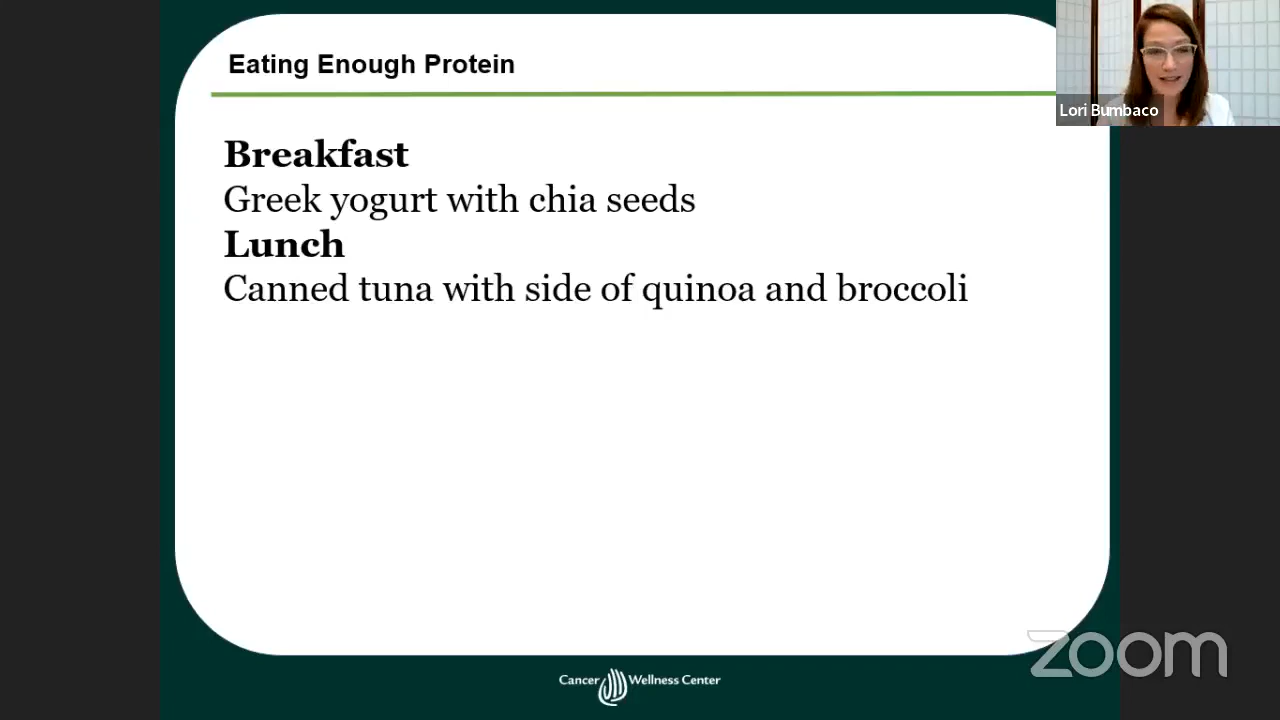 Eating Enough Protein
Lori Bumbaco
Breakfast
Greek yogurt with chia seeds
Lunch
Canned tuna with side of quinoa and broccoli
zoom
Cancer Wellness Center